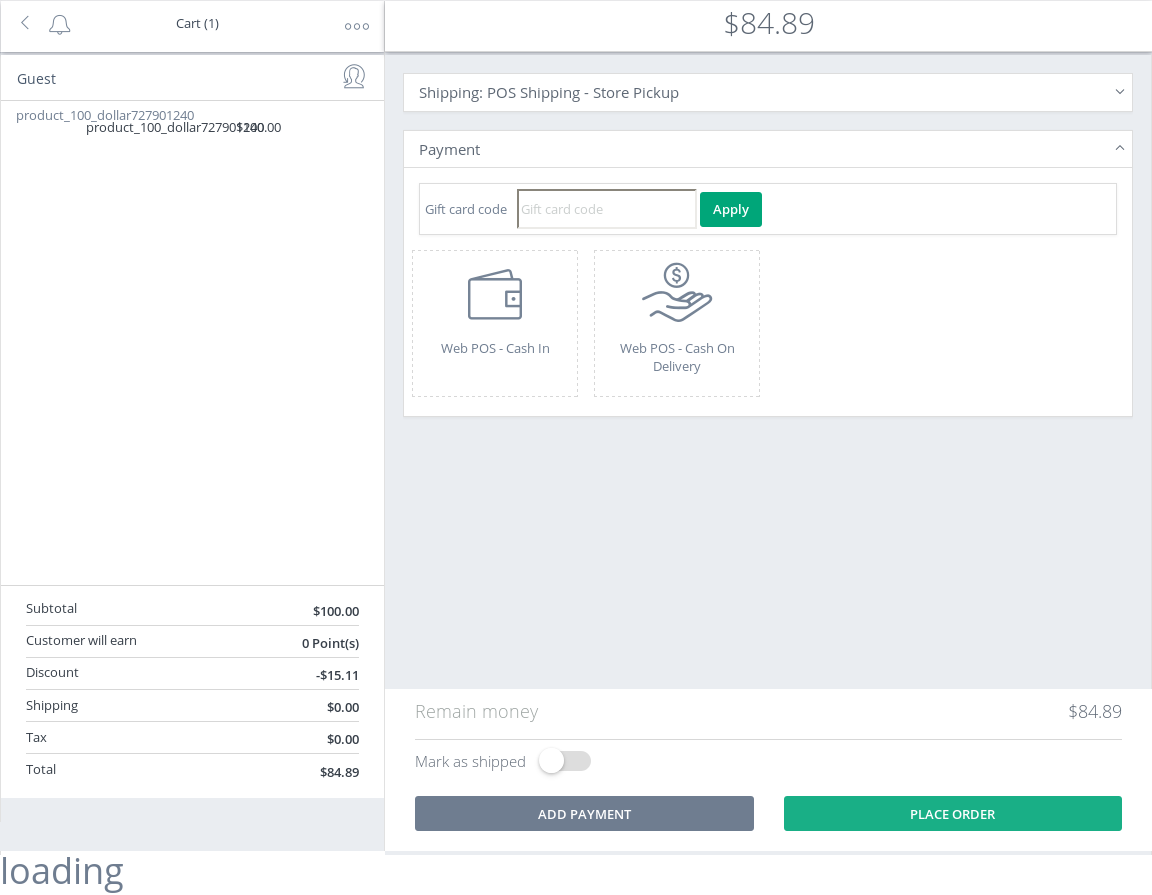 Cart (1)
$84.89
Guest
product_100_dollar727901240
product_100_dollar727901240
$100.00
Subtotal
$100.00
Customer will earn
0 Point(s)
Discount
-$15.11
Shipping
$0.00
Tax
$0.00
Total
$84.89
Shipping: POS Shipping - Store Pickup
Payment
Gift card code
Gift card code
Apply
Web POS - Cash In
Web POS - Cash On
Delivery
Remain money
$84.89
Mark as shipped
ADD PAYMENT
PLACE ORDER
loading